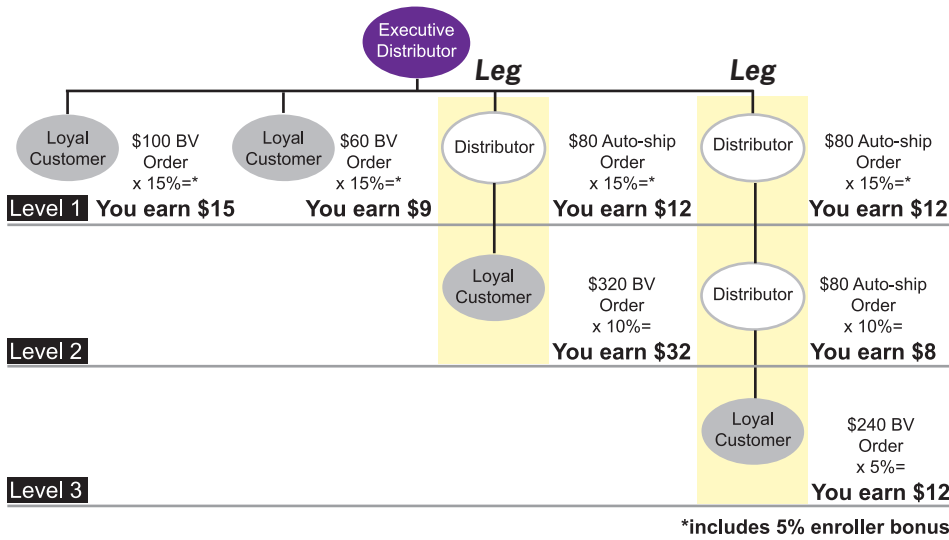 Executive
Distributor
Leg
Leg
Loyal
Customer
$100 BV
Order
x 15%=*
Loyal
Customer
$60 BV
Order
x 15%=*
Distributor
$80 Auto-ship
Order
x 15%=*
Distributor
$80 Auto-ship
Order
x 15%=*
Level 1
You earn $15
You earn $9
You earn $12
You earn $12
Loyal
Customer
$320 BV
Order
x 10%=
Distributor
$80 Auto-ship
Order
x 10%=
Level 2
You earn $32
You earn $8
Loyal
Customer
$240 BV
Order
x 5%=
Level 3
You earn $12
*includes 5% enroller bonus